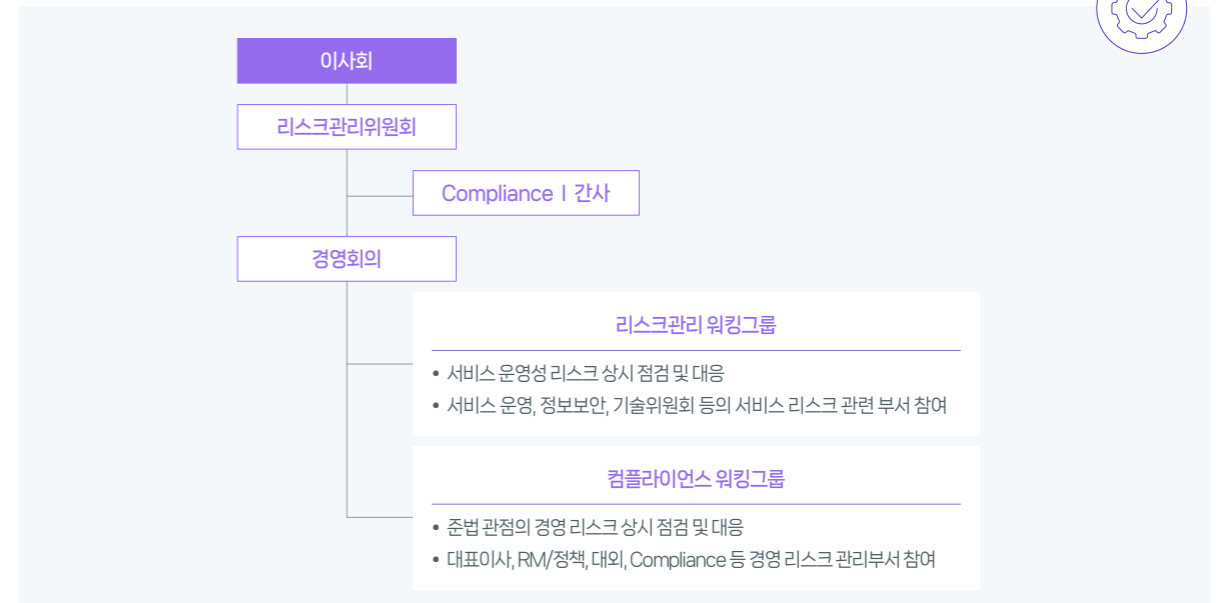 이사회
리스크관리위원회
Compliance l 간사
경영회의
리스크관리 워킹그룹
• 서비스 운영성 리스크 상시 점검 및 대응
• 서비스 운영, 정보보안, 기술위원회 등의 서비스 리스크 관련 부서 참여
컴플라이언스 워킹그룹
• 준법 관점의 경영 리스크 상시 점검 및 대응
• 대표이사, RM/정책, 대외, Compliance 등 경영 리스크 관리부서 참여